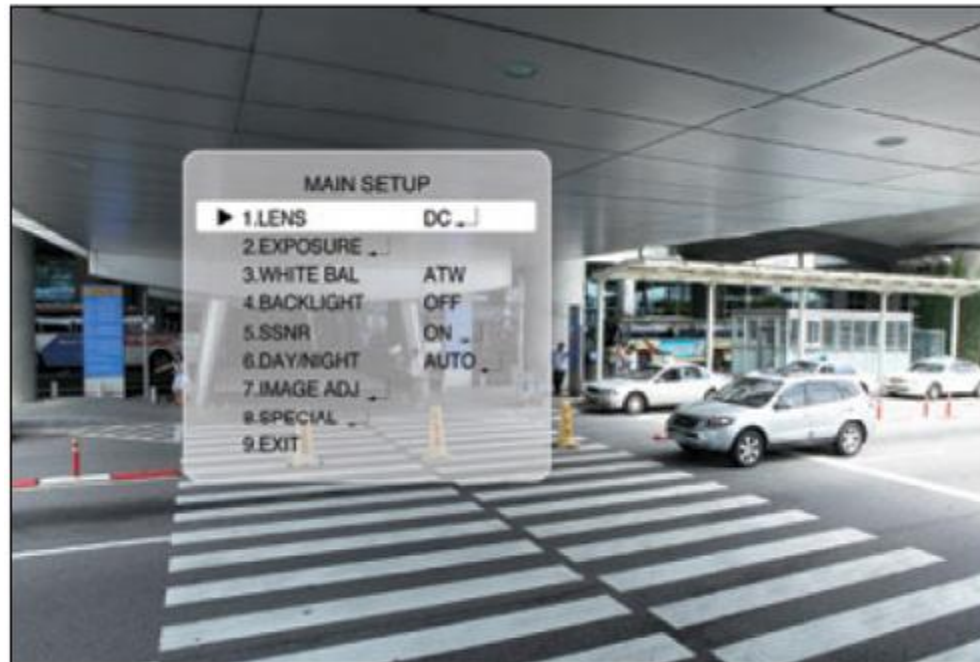 MAIN SETUP
▶ 1.LENS DC ↵
2.EXPOSURE ↵
3.WHITE BAL ATW
4.BACKLIGHT OFF
5.SSNR ON ↵
6.DAY/NIGHT AUTO ↵
7.IMAGE ADJ ↵
8.SPECIAL ↵
9.EXIT